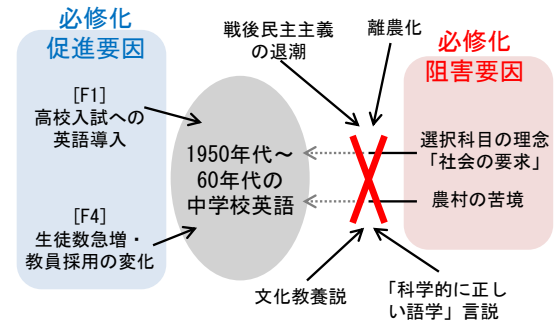 必修化
促進要因
[F1]
高校入試への
英語導入
[F4]
生徒数急増・
教員採用の変化
1950年代～
60年代の
中学校英語
戦後民主主義
の退潮
離農化
文化教養説
「科学的に正し
い語学」言説
必修化
阻害要因
選択科目の理念
「社会の要求」
農村の苦境